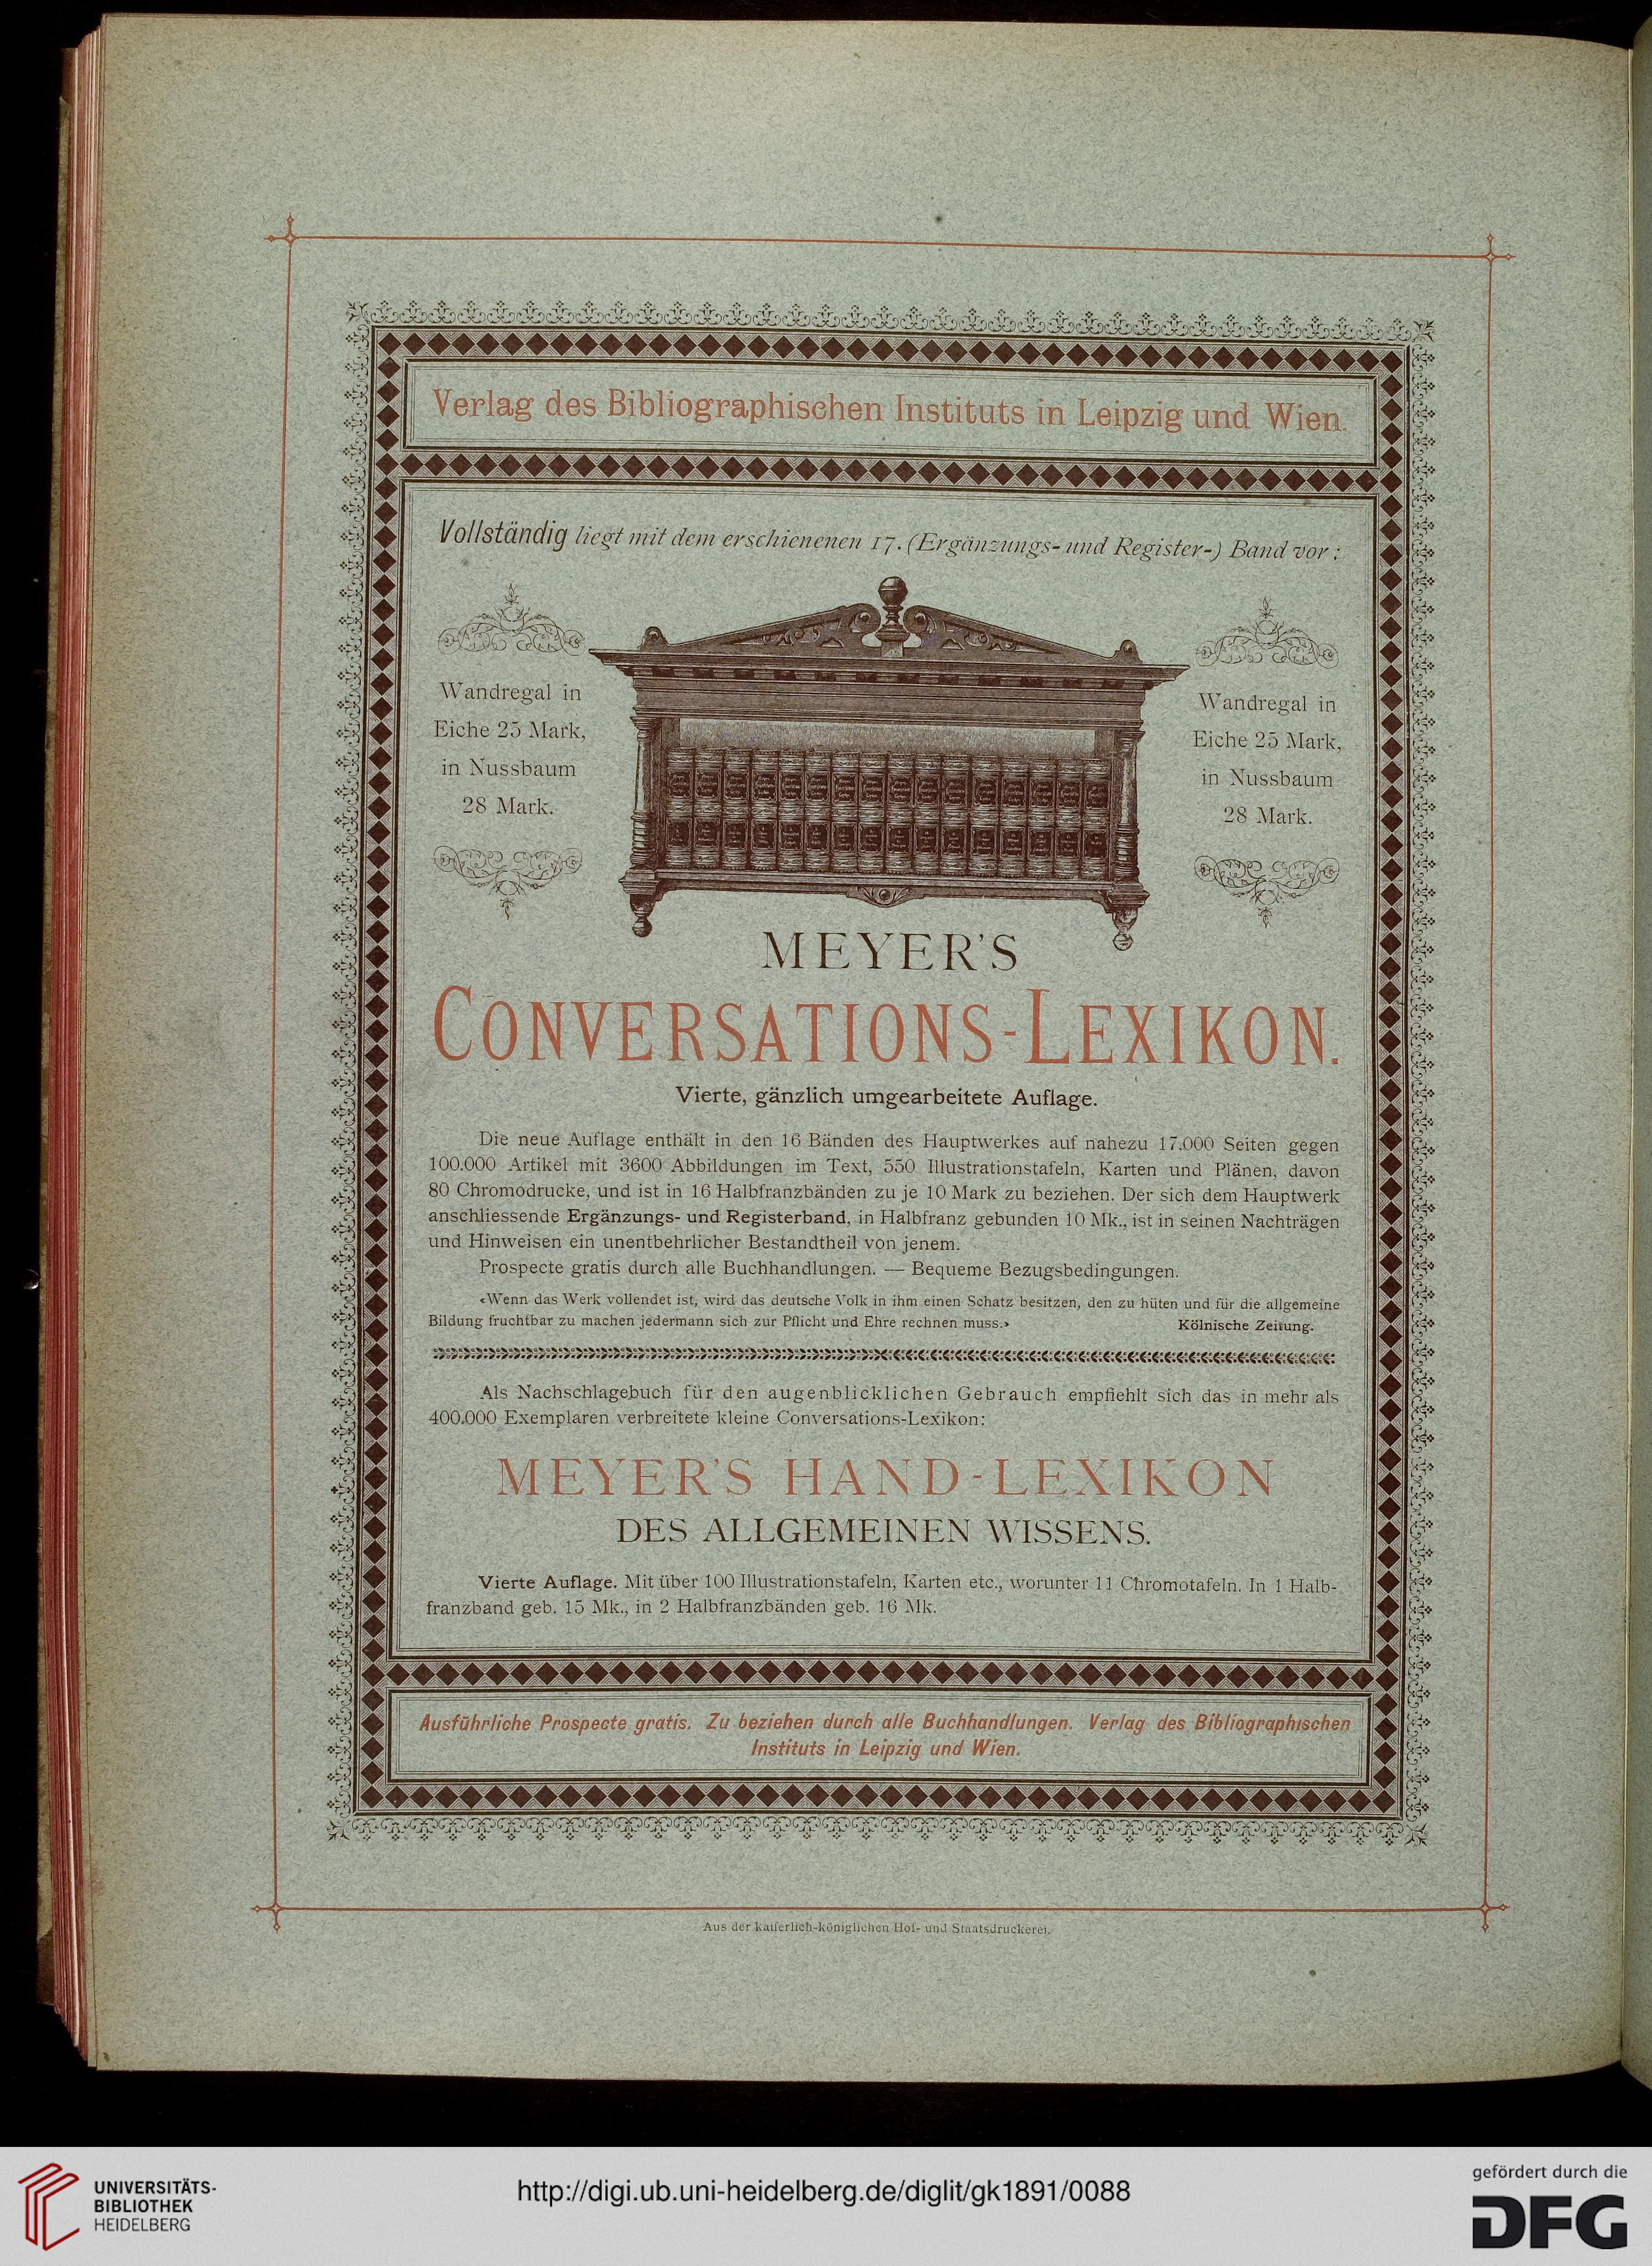 Verlag des Bibliographischen Instituts in Leipzig und Wien.
Vollständig liegt mit dem erschienenen 17. (Ergänzungs- und Register-) Band vor:
Wandregal in
Eiche 25 Mark,
in Nussbaum
28 Mark.
Wandregal in
Eiche 25 Mark,
in Nussbaum
28 Mark.
MEYER'S
CONVERSATIONS-LEXIKON.
Vierte, gänzlich umgearbeitete Auflage.
Die neue Auflage enthält in den 16 Bänden des Hauptwerkes auf nahezu 17.000 Seiten gegen
100.000 Artikel mit 3600 Abbildungen im Text, 550 Illustrationstafeln, Karten und Plänen, davon
80 Chromodrucke, und ist in 16 Halbfranzbänden zu je 10 Mark zu beziehen. Der sich dem Hauptwerk
anschliessende Ergänzungs- und Registerband, in Halbfranz gebunden 10 Mk., ist in seinen Nachträgen
und Hinweisen ein unentbehrlicher Bestandtheil von jenem.
Prospecte gratis durch alle Buchhandlungen. — Bequeme Bezugsbedingungen.
«Wenn das Werk vollendet ist, wird das deutsche Volk in ihm einen Schatz besitzen, den zu hüten und für die allgemeine
Bildung fruchtbar zu machen jedermann sich zur Pflicht und Ehre rechnen muss.» Kölnische Zeitung.
Als Nachschlagebuch für den augenblicklichen Gebrauch empfiehlt sich das in mehr als
400.000 Exemplaren verbreitete kleine Conversations-Lexikon:
MEYER'S HAND-LEXIKON
DES ALLGEMEINEN WISSENS.
Vierte Auflage. Mit über 100 Illustrationstafeln, Karten etc., worunter 11 Chromotafeln. In 1 Halb-
franzband geb. 15 Mk., in 2 Halbfranzbänden geb. 16 Mk.
Ausführliche Prospecte gratis. Zu beziehen durch alle Buchhandlungen. Verlag des Bibliographischen
Instituts in Leipzig und Wien.
Aus der kaiserlich-königlichen Hof- und Staatsdruckerei.
UNIVERSITÄTS-
BIBLIOTHEK
HEIDELBERG
http://digi.ub.uni-heidelberg.de/diglit/gk1891/0088
gefördert durch die
DFG